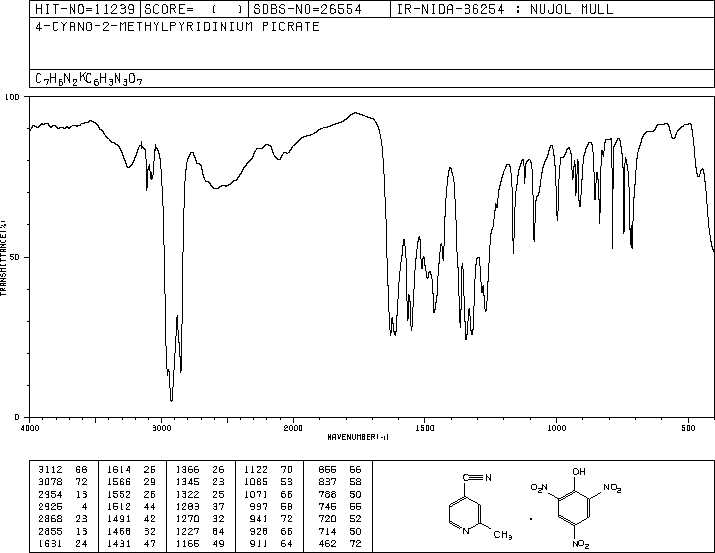 HIT-NO=11239 SCORE= ( ) SDBS-NO=26554 IR-NIDA-36254 : NUJOL MULL
4-CYANO-2-METHYLPYRIDINIUM PICRATE
C7H6N2KC6H3N3O7
100
50
0
TRANSMITTANCE(%)
4000 3000 2000 1500 1000 500
WAVENUMBER(-1)
3112 68 1614 26 1366 26 1122 70 855 66
3078 72 1566 29 1345 23 1085 53 837 58
2954 13 1552 26 1322 25 1071 66 788 50
2925 4 1512 44 1283 37 997 58 745 55
2868 23 1491 42 1270 32 941 72 720 52
2855 13 1468 32 1227 84 928 66 714 50
1631 24 1431 47 1165 49 911 64 462 72
C N
N CH3
OH
O2N NO2
NO2